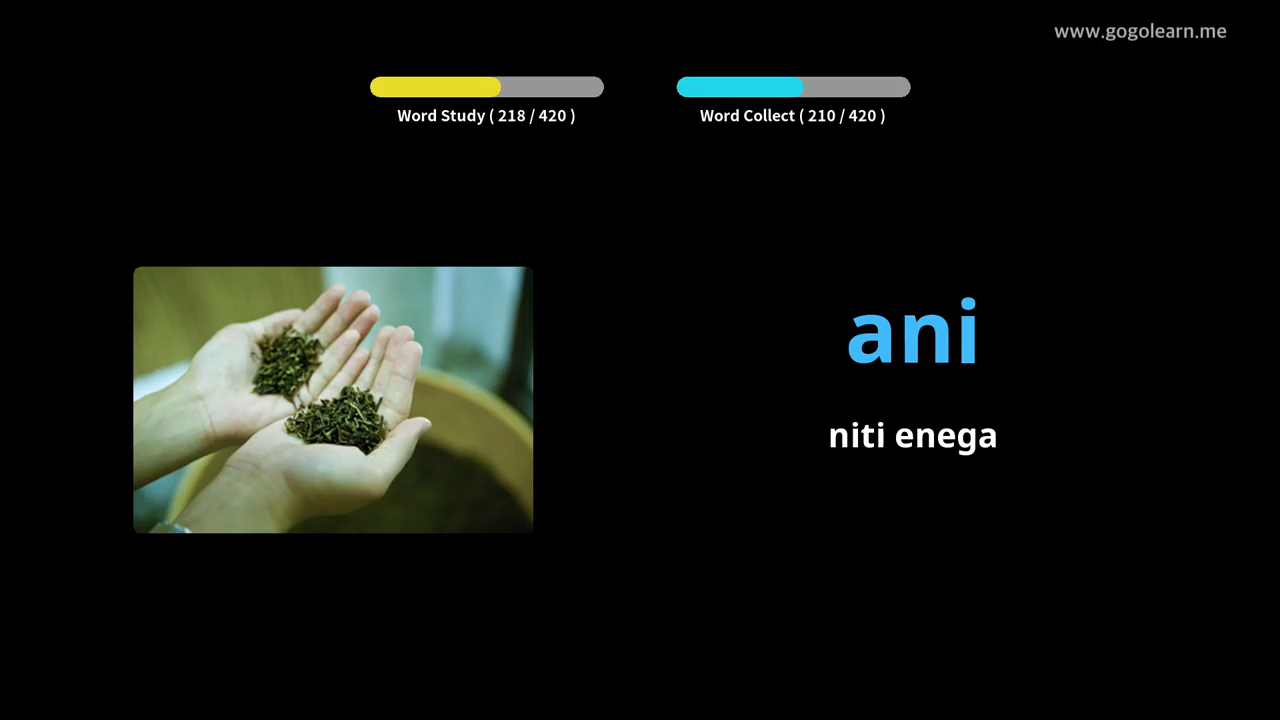 www.gogolearn.me
Word Study ( 218 / 420 )
Word Collect ( 210 / 420 )
ani
niti enega